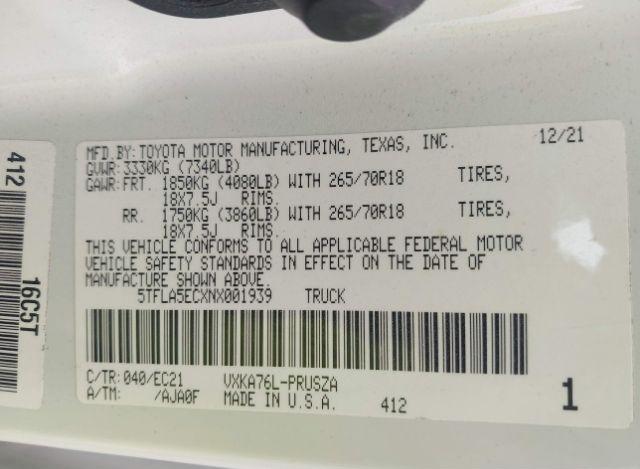 MFD.BY:TOYOTA MOTOR MANUFACTURING, TEXAS, INC. 12/21
GVWR:3330KG (7340LB)
GAWR:FRT. 1850KG (4080LB) WITH 265/70R18 TIRES,
18X7.5J RIMS.
RR. 1750KG (3860LB) WITH 265/70R18 TIRES,
18X7.5J RIMS.
THIS VEHICLE CONFORMS TO ALL APPLICABLE FEDERAL MOTOR
VEHICLE SAFETY STANDARDS IN EFFECT ON THE DATE OF
MANUFACTURE SHOWN ABOVE.
5TFLA5ECXNX001939 TRUCK
C/TR:040/EC21 VXKA76L-PRUSZA
A/TM: /AJA0F MADE IN U.S.A. 412 1
412
16C5T